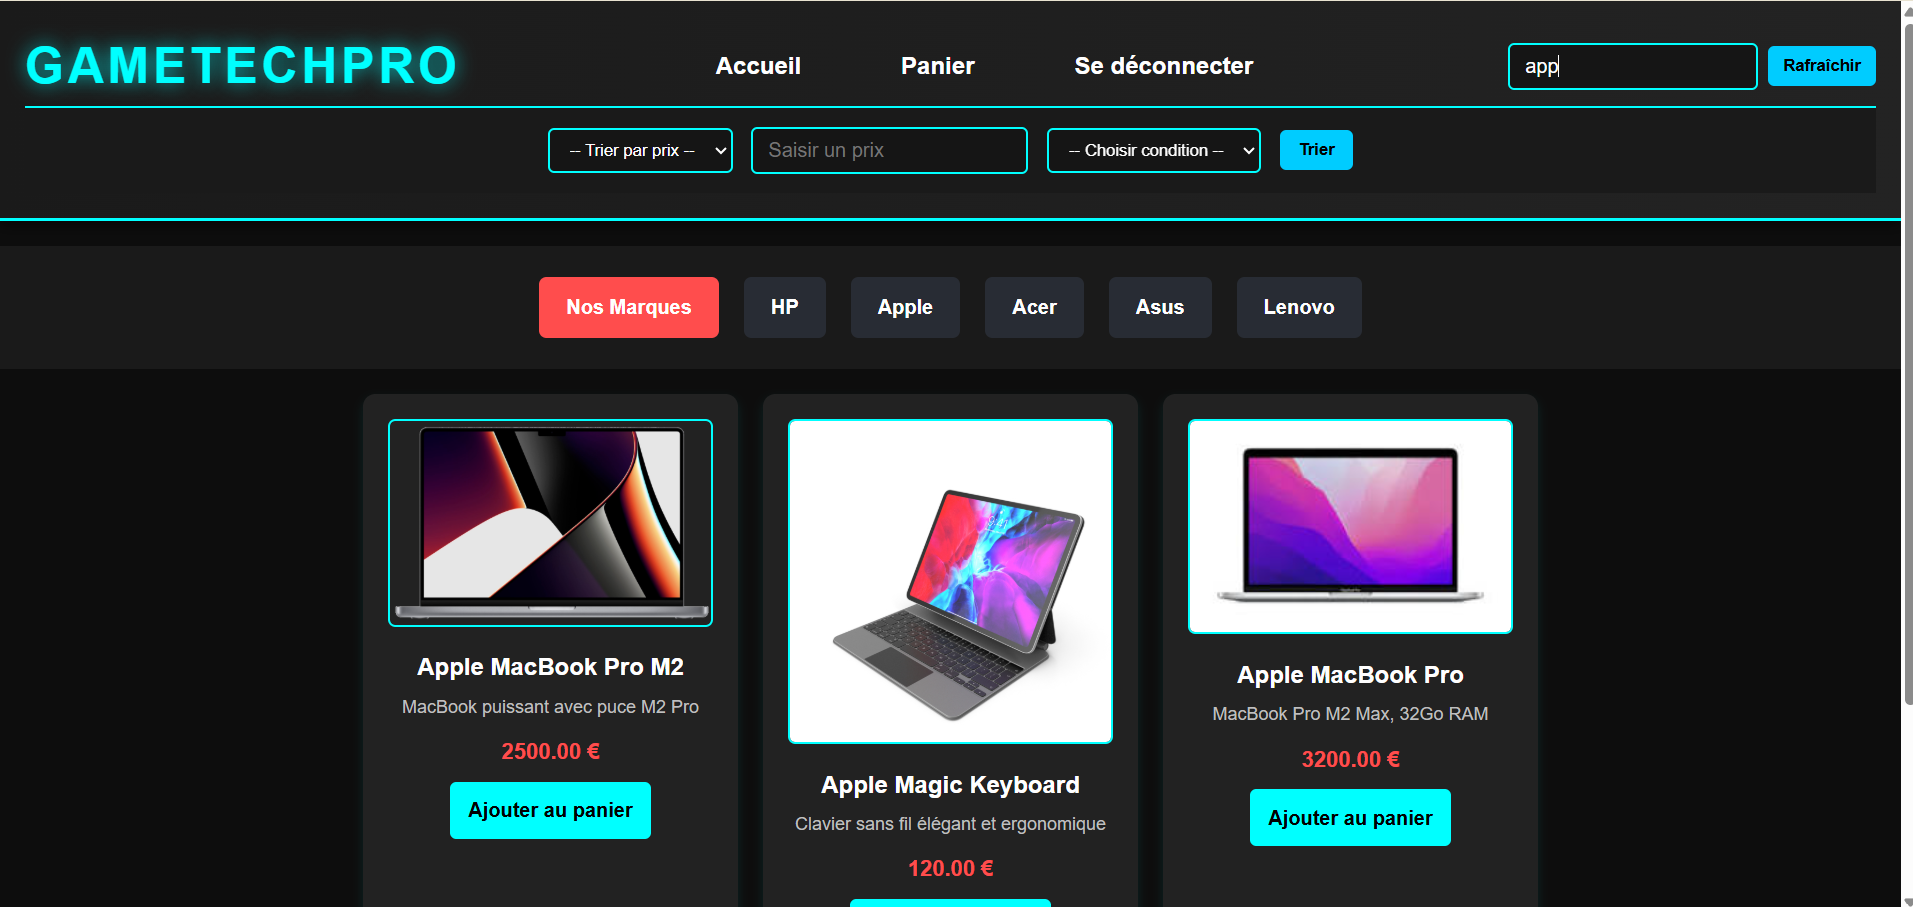 GAMETECHPRO
Accueil
Panier
Se déconnecter
app
Rafraîchir
-- Trier par prix --
Saisir un prix
-- Choisir condition --
Trier
Nos Marques
HP
Apple
Acer
Asus
Lenovo
Apple MacBook Pro M2
MacBook puissant avec puce M2 Pro
2500.00 €
Ajouter au panier
Apple Magic Keyboard
Clavier sans fil élégant et ergonomique
120.00 €
Apple MacBook Pro
MacBook Pro M2 Max, 32Go RAM
3200.00 €
Ajouter au panier